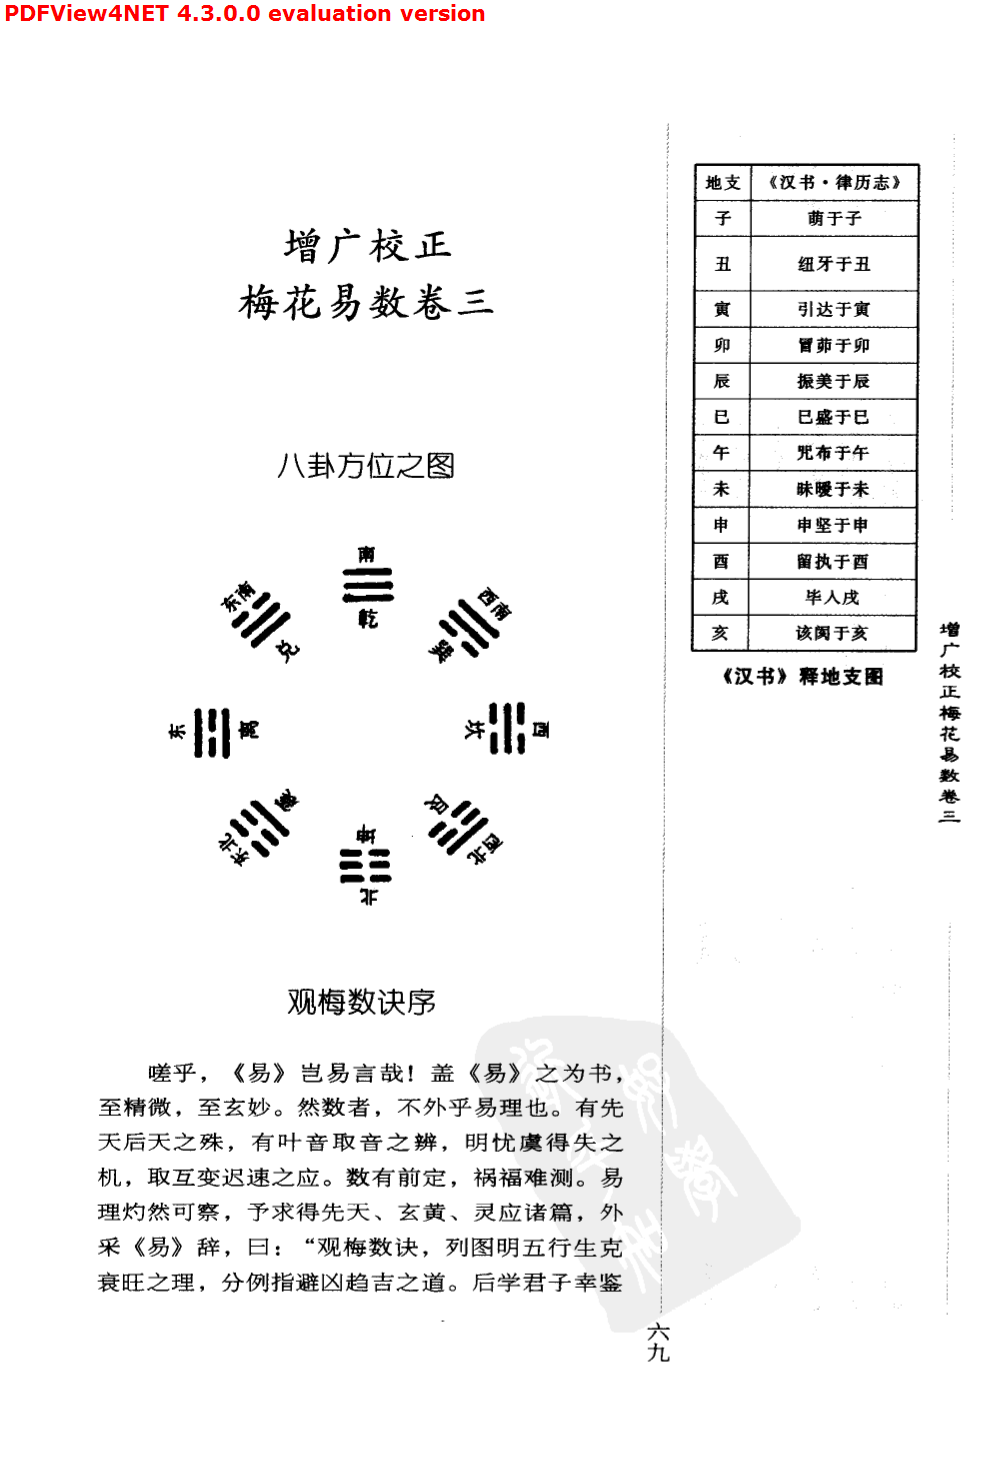 PDFView4NET 4.3.0.0 evaluation version
增广校正
梅花易数卷三
八卦方位之图
南
乾
东南
兑
西南
巽
东
离
坎
西
东北
震
艮
西北
坤
北
观梅数诀序
嗟乎，《易》岂易言哉！盖《易》之为书，
至精微，至玄妙。然数者，不外乎易理也。有先
天后天之殊，有叶音取音之辨，明忧虞得失之
机，取互变迟速之应。数有前定，祸福难测。易
理灼然可察，予求得先天、玄黄、灵应诸篇，外
采《易》辞，曰：“观梅数诀，列图明五行生克
衰旺之理，分例指避凶趋吉之道。后学君子幸鉴
地支 《汉书·律历志》
子 萌于子
丑 纽牙于丑
寅 引达于寅
卯 冒茆于卯
辰 振美于辰
巳 巳盛于巳
午 咒布于午
未 昧暧于未
申 申坚于申
酉 留执于酉
戌 毕入戌
亥 该阂于亥
《汉书》释地支图
增广校正梅花易数卷三
六九